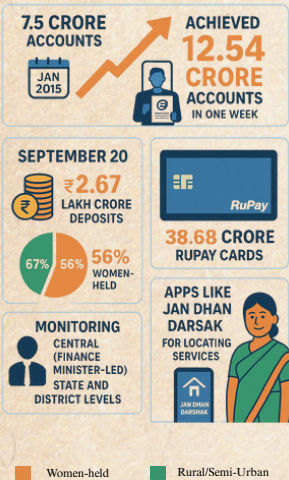 7.5 CRORE
ACCOUNTS
JAN
2015
ACHIEVED
12.54
CRORE
ACCOUNTS
IN ONE WEEK
SEPTEMBER 20
₹
₹2.67
LAKH CRORE
DEPOSITS
67%
56%
56%
WOMEN-
HELD
RuPay
38.68 CRORE
RUPAY CARDS
MONITORING
CENTRAL
(FINANCE
MINISTER-LED)
STATE AND
DISTRICT LEVELS
APPS LIKE
JAN DHAN
DARSAK
FOR LOCATING
SERVICES
JAN DHAN
DARSHAK
Women-held
Rural/Semi-Urban